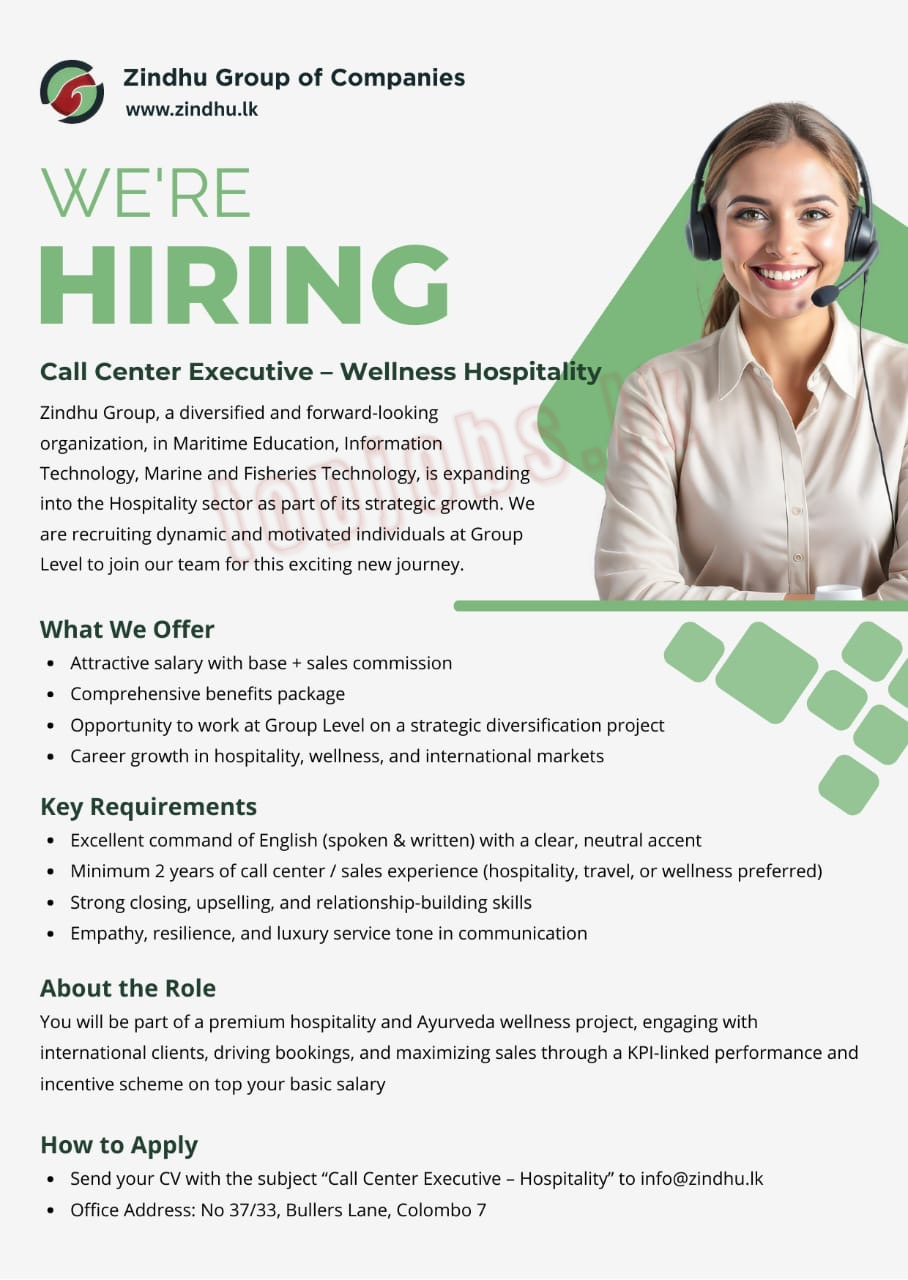 Zindhu Group of Companies
www.zindhu.lk
WE'RE
HIRING
Call Center Executive – Wellness Hospitality
Zindhu Group, a diversified and forward-looking
organization, in Maritime Education, Information
Technology, Marine and Fisheries Technology, is expanding
into the Hospitality sector as part of its strategic growth. We
are recruiting dynamic and motivated individuals at Group
Level to join our team for this exciting new journey.
topjobs.lk
What We Offer
• Attractive salary with base + sales commission
• Comprehensive benefits package
• Opportunity to work at Group Level on a strategic diversification project
• Career growth in hospitality, wellness, and international markets
Key Requirements
• Excellent command of English (spoken & written) with a clear, neutral accent
• Minimum 2 years of call center / sales experience (hospitality, travel, or wellness preferred)
• Strong closing, upselling, and relationship-building skills
• Empathy, resilience, and luxury service tone in communication
About the Role
You will be part of a premium hospitality and Ayurveda wellness project, engaging with
international clients, driving bookings, and maximizing sales through a KPI-linked performance and
incentive scheme on top your basic salary
How to Apply
• Send your CV with the subject “Call Center Executive – Hospitality” to info@zindhu.lk
• Office Address: No 37/33, Bullers Lane, Colombo 7